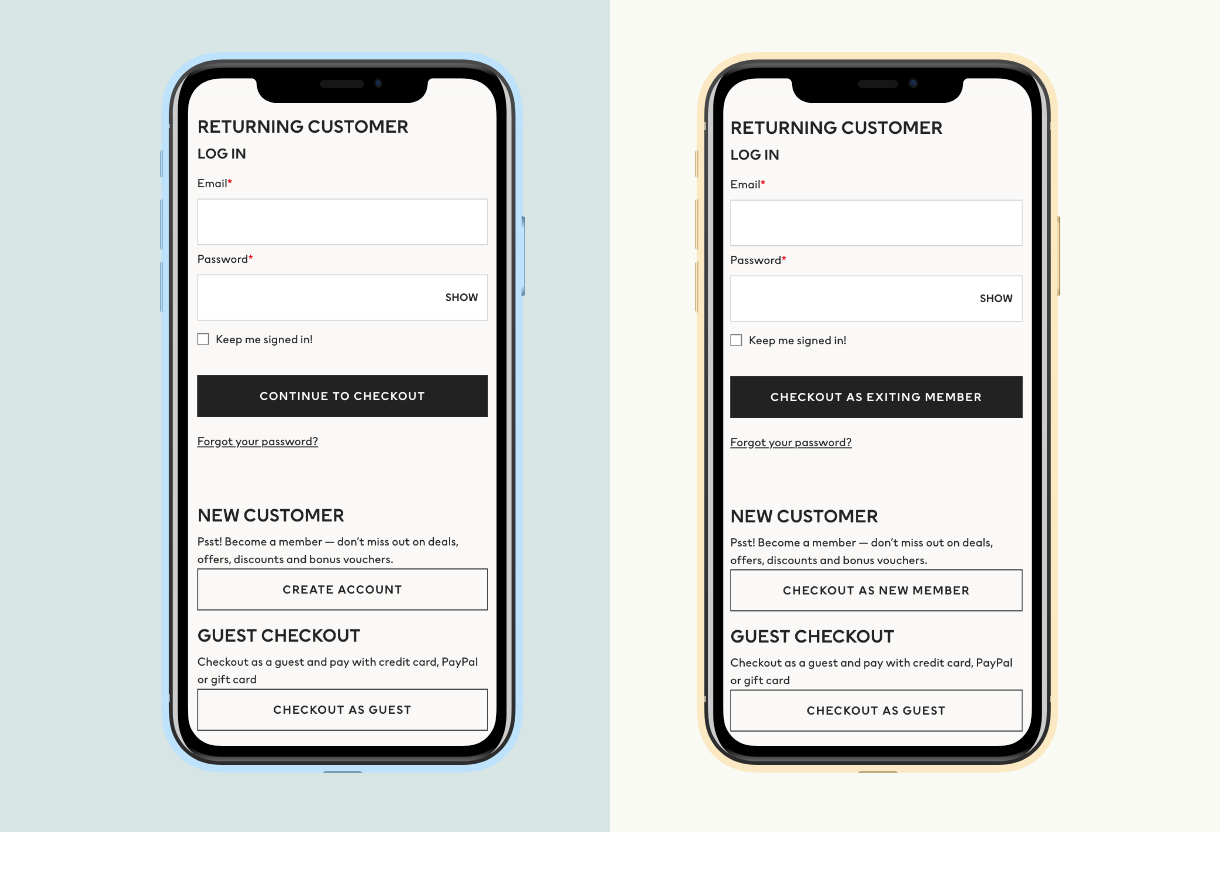 RETURNING CUSTOMER
LOG IN
Email*
Password*
SHOW
Keep me signed in!
CONTINUE TO CHECKOUT
Forgot your password?
NEW CUSTOMER
Psst! Become a member — don't miss out on deals,
offers, discounts and bonus vouchers.
CREATE ACCOUNT
GUEST CHECKOUT
Checkout as a guest and pay with credit card, PayPal
or gift card
CHECKOUT AS GUEST
RETURNING CUSTOMER
LOG IN
Email*
Password*
SHOW
Keep me signed in!
CHECKOUT AS EXITING MEMBER
Forgot your password?
NEW CUSTOMER
Psst! Become a member — don't miss out on deals,
offers, discounts and bonus vouchers.
CHECKOUT AS NEW MEMBER
GUEST CHECKOUT
Checkout as a guest and pay with credit card, PayPal
or gift card
CHECKOUT AS GUEST